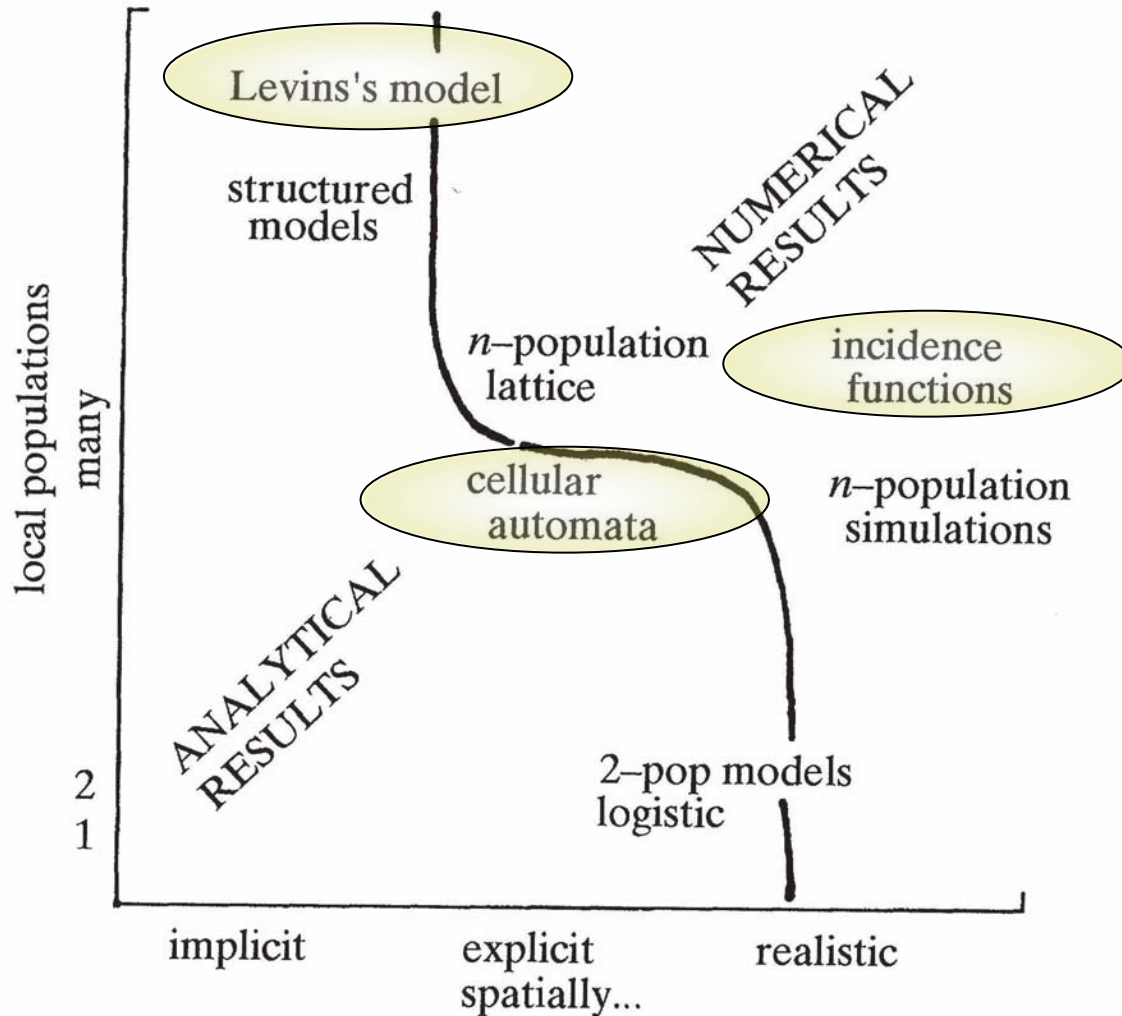 Levins's model
structured
models
NUMERICAL
RESULTS
n–population
lattice
incidence
functions
cellular
automata
n–population
simulations
local populations
many
ANALYTICAL
RESULTS
2
1
2–pop models
logistic
implicit
explicit
realistic
spatially...